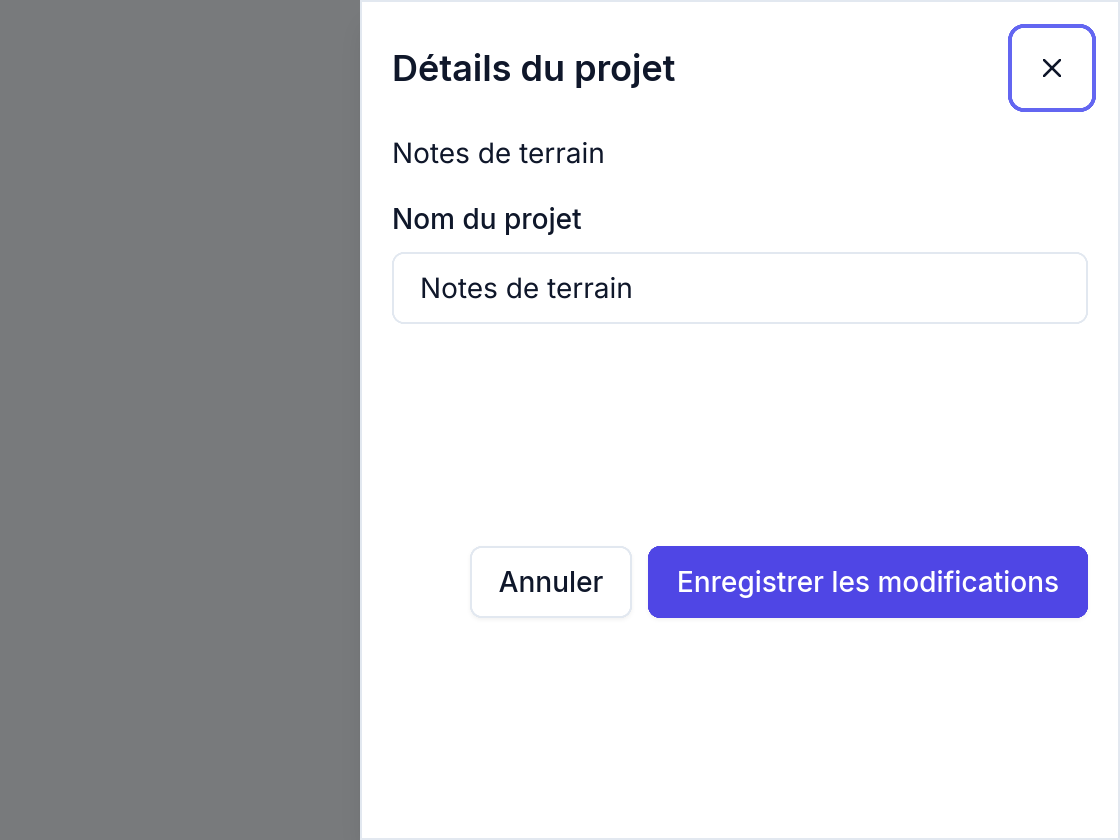 Détails du projet
Notes de terrain
Nom du projet
Notes de terrain
Annuler
Enregistrer les modifications